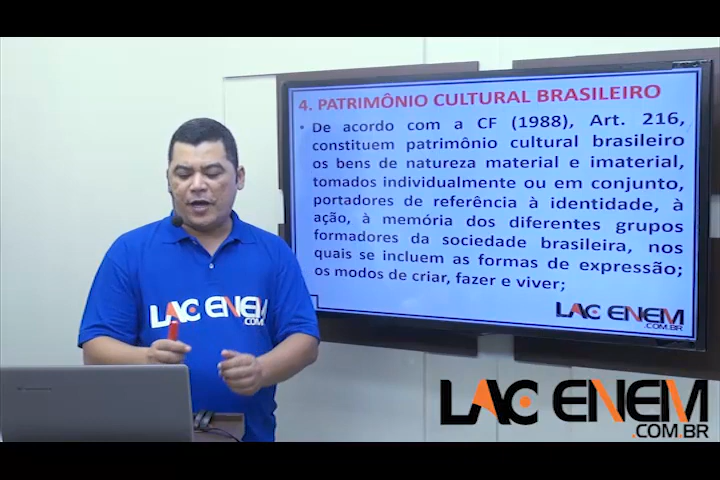 4. PATRIMÔNIO CULTURAL BRASILEIRO
• De acordo com a CF (1988), Art. 216,
constituem patrimônio cultural brasileiro
os bens de natureza material e imaterial,
tomados individualmente ou em conjunto,
portadores de referência à identidade, à
ação, à memória dos diferentes grupos
formadores da sociedade brasileira, nos
quais se incluem as formas de expressão;
os modos de criar, fazer e viver;
LAC ENEM
.COM.BR
LAC ENEM
.COM
LAC ENEM
.COM.BR